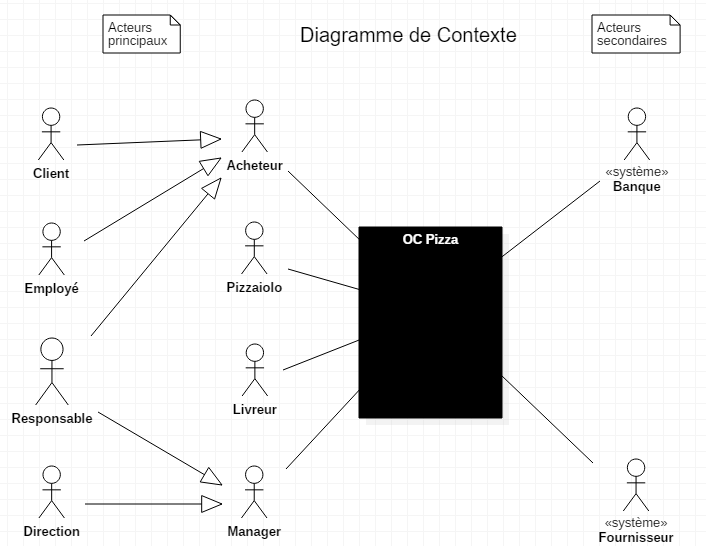 Acteurs
principaux
Diagramme de Contexte
Acteurs
secondaires
Client
Acheteur
«système»
Banque
OC Pizza
Employé
Pizzaiolo
Responsable
Livreur
Direction
Manager
«système»
Fournisseur